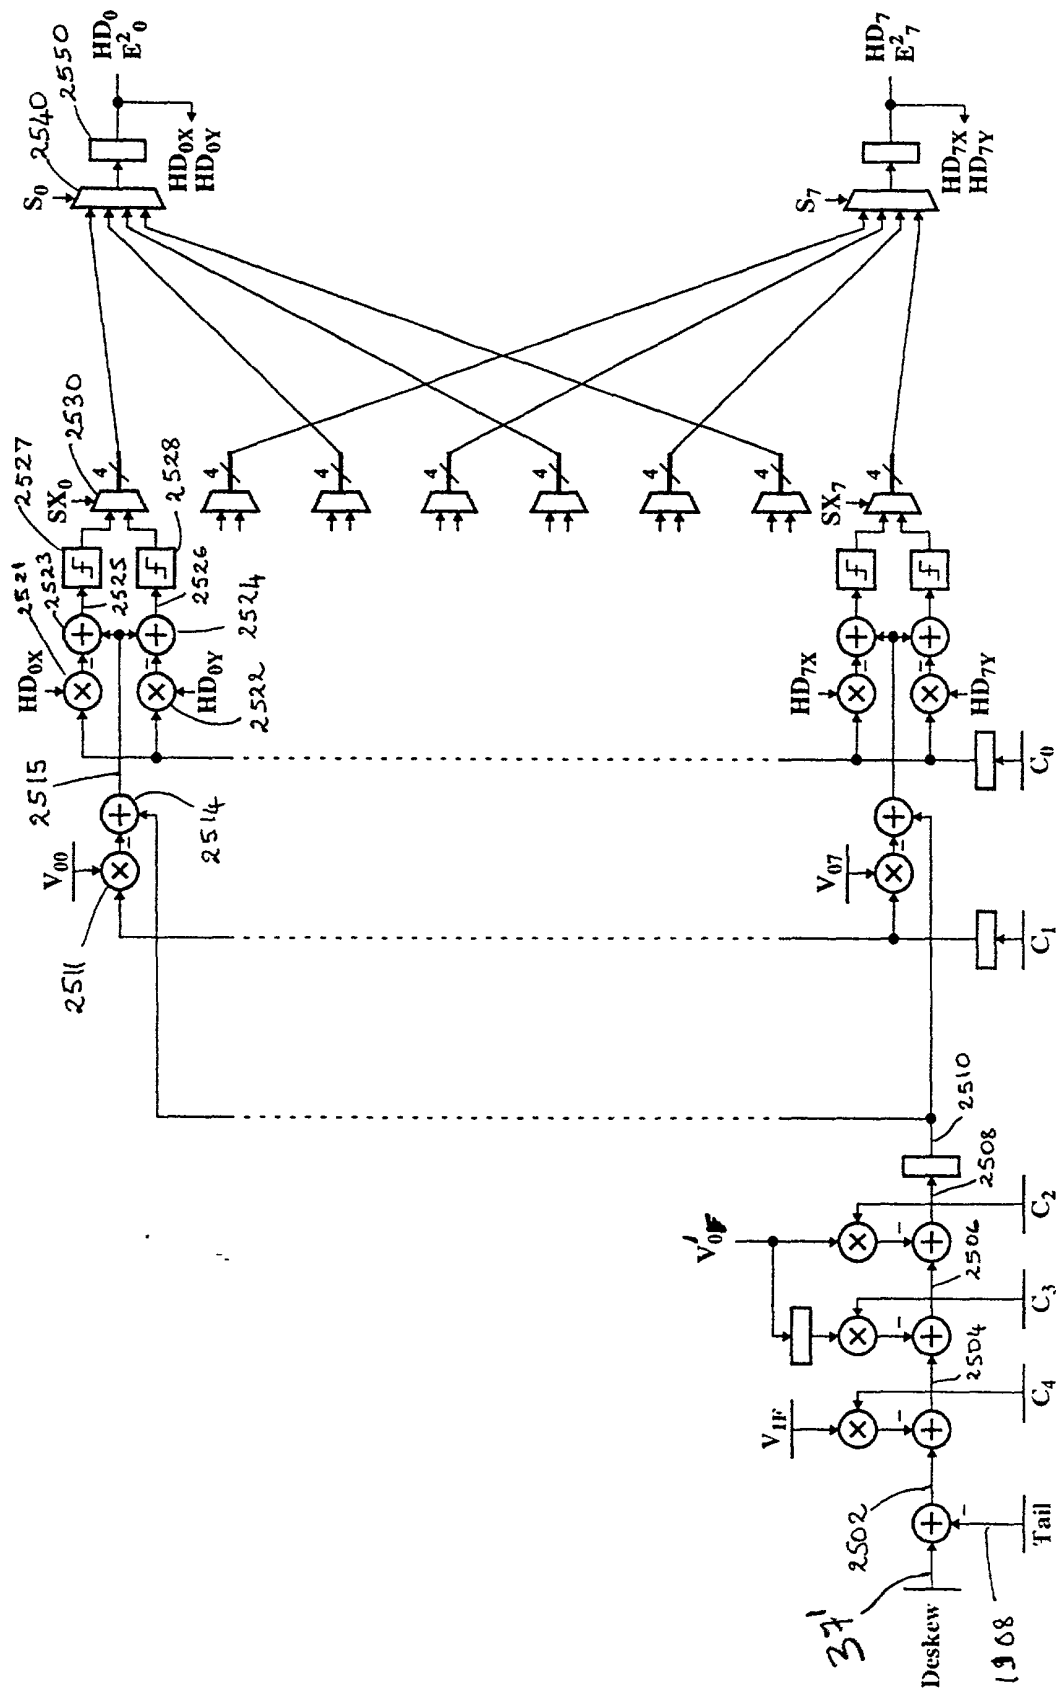 HD0
E²0
2550
2540
S0
HD0X
HD0Y
HD7
E²7
S7
HD7X
HD7Y
2530
2527
SX0
4
2528
4
4
4
4
4
4
SX7
4
2521
2523
2525
2526
2524
HD0X
HD0Y
2522
HD7X
HD7Y
2515
2514
C0
V00
2511
V07
C1
2510
2508
C2
V'0F
2506
C3
2504
C4
V1F
2502
Tail
37'
1908
Deskew